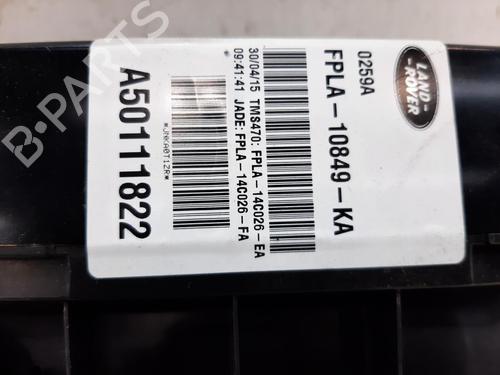 LAND-
ROVER
0259A
FPLA-10849-KA
30/04/15 TMS470: FPLA-14C026-EA
09:41:41 JADE: FPLA-14C026-FA
A50111822
B-PARTS